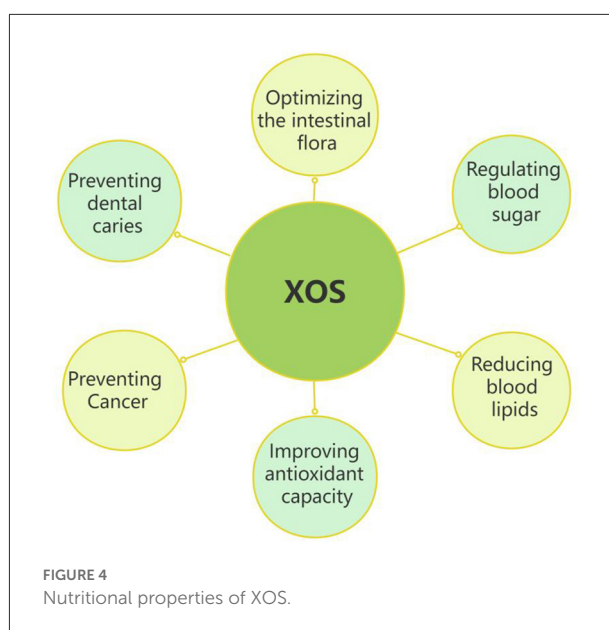 Optimizing
the intestinal
flora
Preventing
dental
caries
Regulating
blood
sugar
XOS
Preventing
Cancer
Reducing
blood
lipids
Improving
antioxidant
capacity
FIGURE 4
Nutritional properties of XOS.